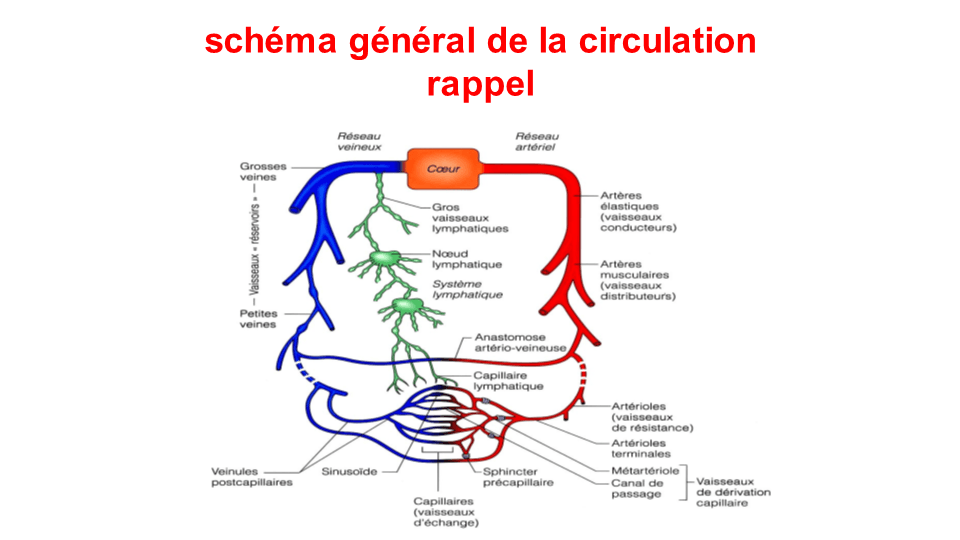 schéma général de la circulation
rappel
Réseau
veineux
Réseau
artériel
Cœur
Grosses
veines
Vaisseaux « réservoirs »
Petites
veines
Gros
vaisseaux
lymphatiques
Nœud
lymphatique
Système
lymphatique
Artères
élastiques
(vaisseaux
conducteurs)
Artères
musculaires
(vaisseaux
distributeurs)
Anastomose
artério-veineuse
Capillaire
lymphatique
Artérioles
(vaisseaux
de résistance)
Artérioles
terminales
Métartériole
Canal de
passage
Vaisseaux
de dérivation
capillaire
Veinules
postcapillaires
Sinusoïde
Sphincter
précapillaire
Capillaires
(vaisseaux
d'échange)